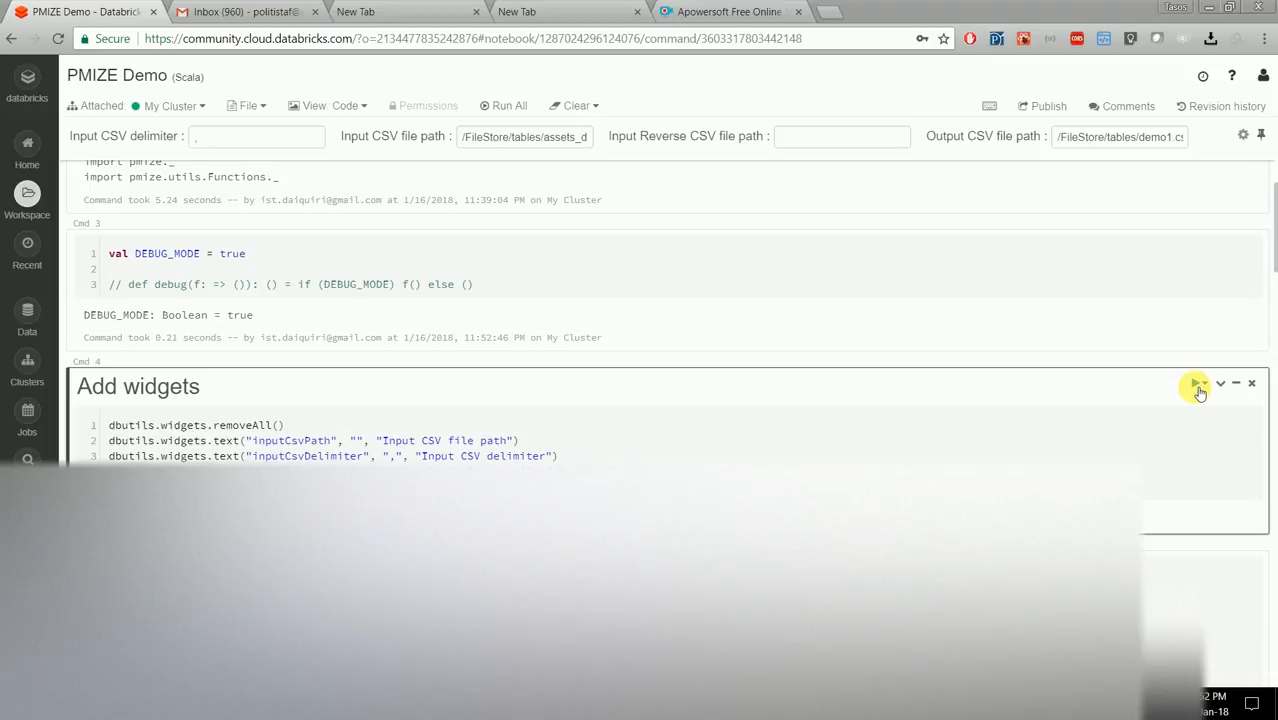 PMIZE Demo - Databrick
Inbox (960) - politistaf@
New Tab
New Tab
Apowersoft Free Online
Tasos
Secure
https://community.cloud.databricks.com/?o=2134477835242876#notebook/1287024296124076/command/3603317803442148
databricks
PMIZE Demo (Scala)
Attached: My Cluster
File
View: Code
Permissions
Run All
Clear
Publish
Comments
Revision history
Input CSV delimiter :
,
Input CSV file path :
/FileStore/tables/assets_d
Input Reverse CSV file path :
Output CSV file path :
/FileStore/tables/demo1.cs
Home
Workspace
Recent
Data
Clusters
Jobs
import pmize._
import pmize.utils.Functions._
Command took 5.24 seconds -- by ist.daiquiri@gmail.com at 1/16/2018, 11:39:04 PM on My Cluster
Cmd 3
1 val DEBUG_MODE = true
2
3 // def debug(f: => ()): () = if (DEBUG_MODE) f() else ()
DEBUG_MODE: Boolean = true
Command took 0.21 seconds -- by ist.daiquiri@gmail.com at 1/16/2018, 11:52:46 PM on My Cluster
Cmd 4
Add widgets
1 dbutils.widgets.removeAll()
2 dbutils.widgets.text("inputCsvPath", "", "Input CSV file path")
3 dbutils.widgets.text("inputCsvDelimiter", ",", "Input CSV delimiter")
52 PM
Jan-18